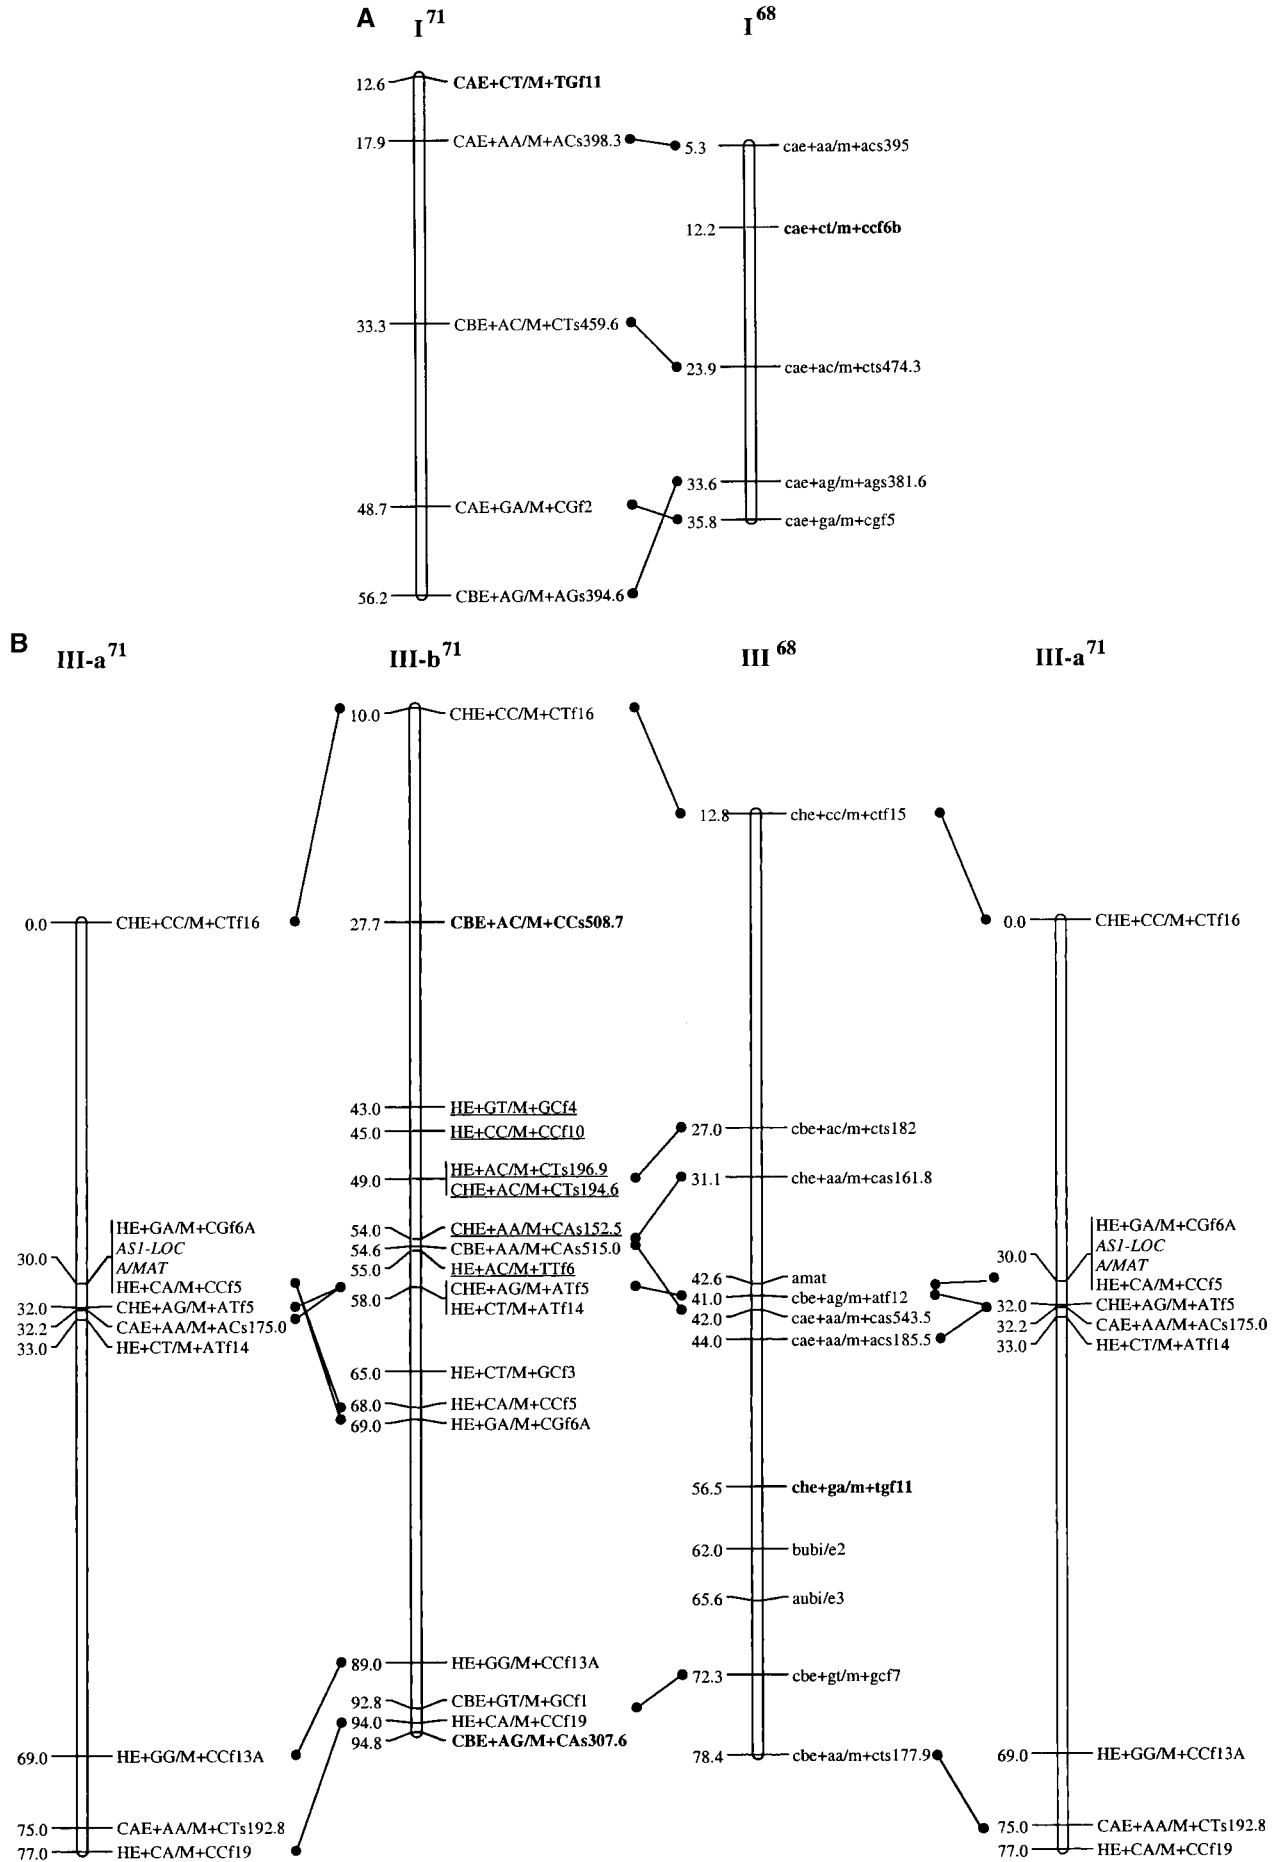 A
I71
I68
12.6 CAE+CT/M+TGf11
17.9 CAE+AA/M+ACs398.3
33.3 CBE+AC/M+CTs459.6
48.7 CAE+GA/M+CGf2
56.2 CBE+AG/M+AGs394.6
5.3 cae+aa/m+acs395
12.2 cae+ct/m+ccf6b
23.9 cae+ac/m+cts474.3
33.6 cae+ag/m+ags381.6
35.8 cae+ga/m+cgf5
B
III-a71
III-b71
III68
III-a71
0.0 CHE+CC/M+CTf16
HE+GA/M+CGf6A
30.0 AS1-LOC
A/MAT
HE+CA/M+CCf5
32.0 CHE+AG/M+ATf5
32.2 CAE+AA/M+ACs175.0
33.0 HE+CT/M+ATf14
69.0 HE+GG/M+CCf13A
75.0 CAE+AA/M+CTs192.8
77.0 HE+CA/M+CCf19
10.0 CHE+CC/M+CTf16
27.7 CBE+AC/M+CCs508.7
43.0 HE+GT/M+GCf4
45.0 HE+CC/M+CCf10
49.0 HE+AC/M+CTs196.9
CHE+AC/M+CTs194.6
54.0 CHE+AA/M+CAs152.5
54.6 CBE+AA/M+CAs515.0
55.0 HE+AC/M+TTf6
58.0 CHE+AG/M+ATf5
HE+CT/M+ATf14
65.0 HE+CT/M+GCf3
68.0 HE+CA/M+CCf5
69.0 HE+GA/M+CGf6A
89.0 HE+GG/M+CCf13A
92.8 CBE+GT/M+GCf1
94.0 HE+CA/M+CCf19
94.8 CBE+AG/M+CAs307.6
12.8 che+cc/m+ctf15
27.0 cbe+ac/m+cts182
31.1 che+aa/m+cas161.8
42.6 amat
41.0 cbe+ag/m+atf12
42.0 cae+aa/m+cas543.5
44.0 cae+aa/m+acs185.5
56.5 che+ga/m+tgf11
62.0 bubi/e2
65.6 aubi/e3
72.3 cbe+gt/m+gcf7
78.4 cbe+aa/m+cts177.9
0.0 CHE+CC/M+CTf16
HE+GA/M+CGf6A
30.0 AS1-LOC
A/MAT
HE+CA/M+CCf5
32.0 CHE+AG/M+ATf5
32.2 CAE+AA/M+ACs175.0
33.0 HE+CT/M+ATf14
69.0 HE+GG/M+CCf13A
75.0 CAE+AA/M+CTs192.8
77.0 HE+CA/M+CCf19